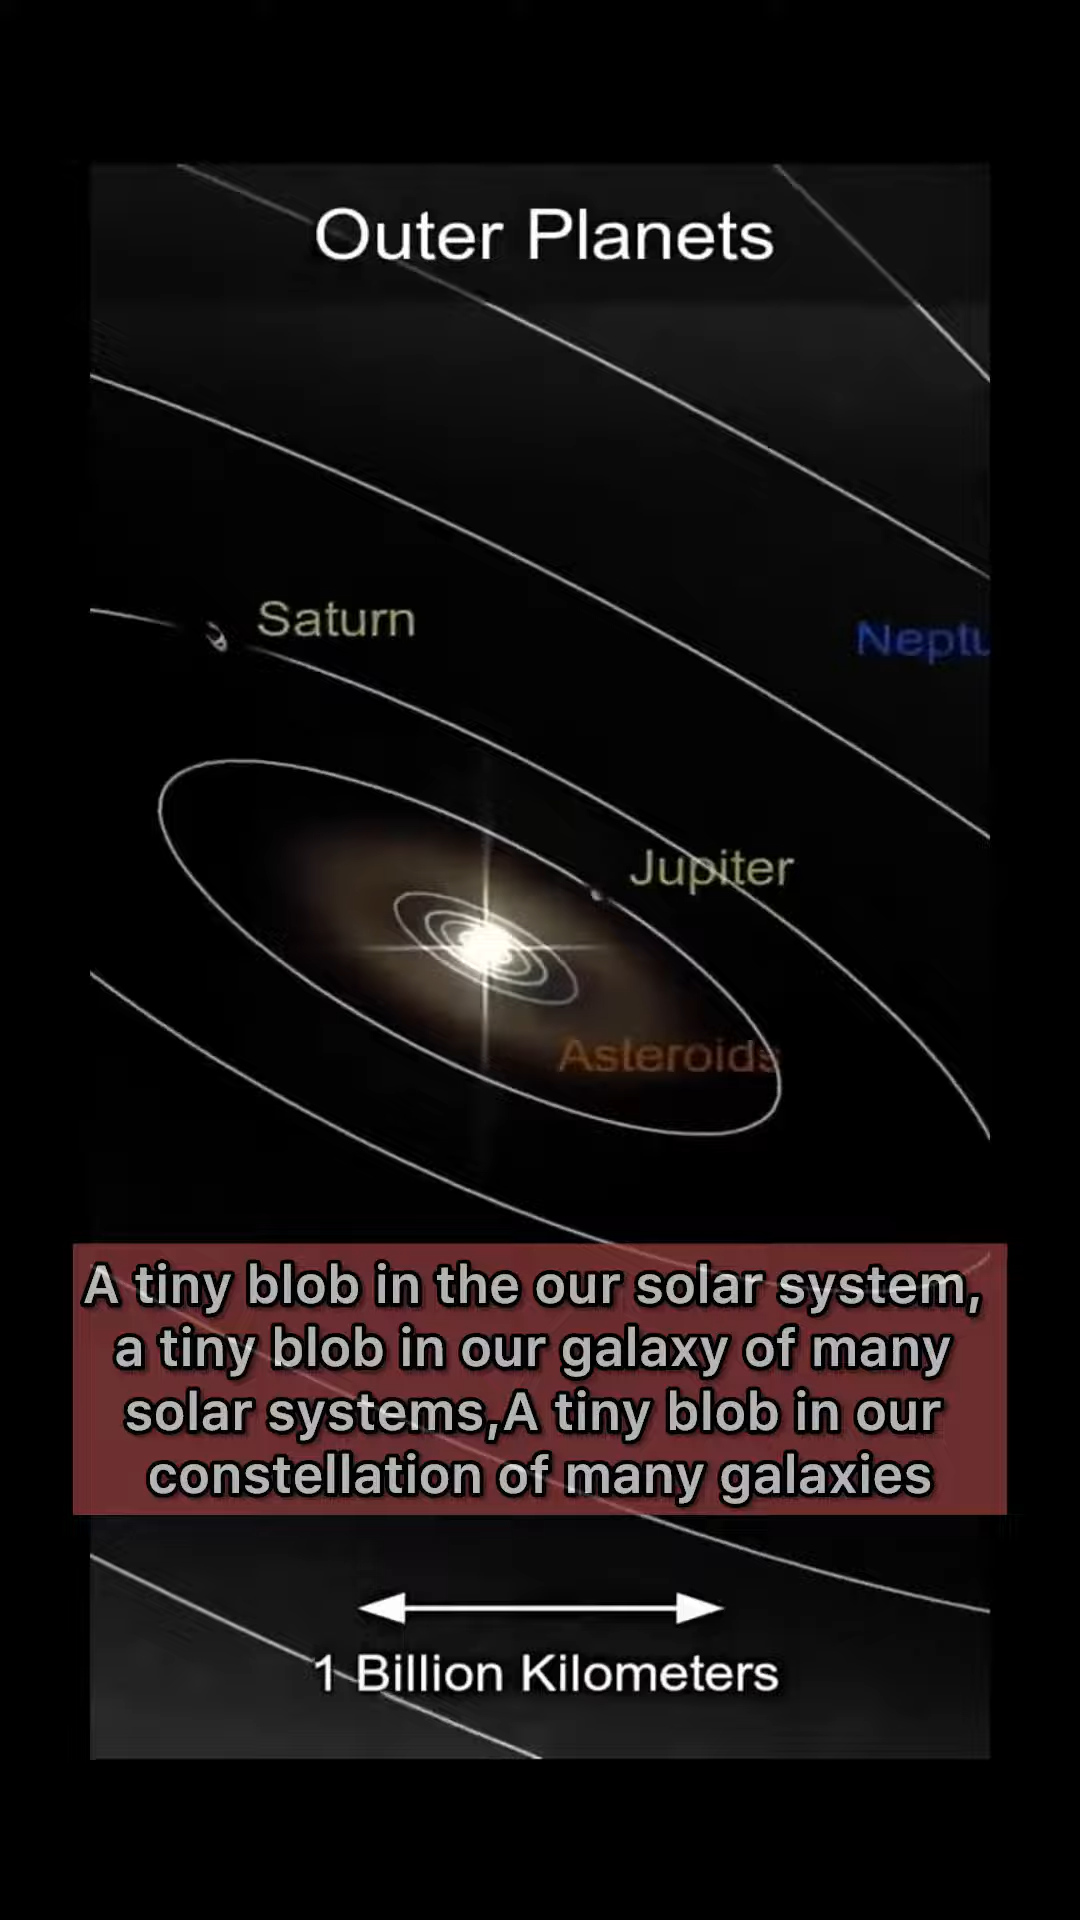 Outer Planets
Saturn
Neptu
Jupiter
Asteroids
A tiny blob in the our solar system,
a tiny blob in our galaxy of many
solar systems,A tiny blob in our
constellation of many galaxies
1 Billion Kilometers